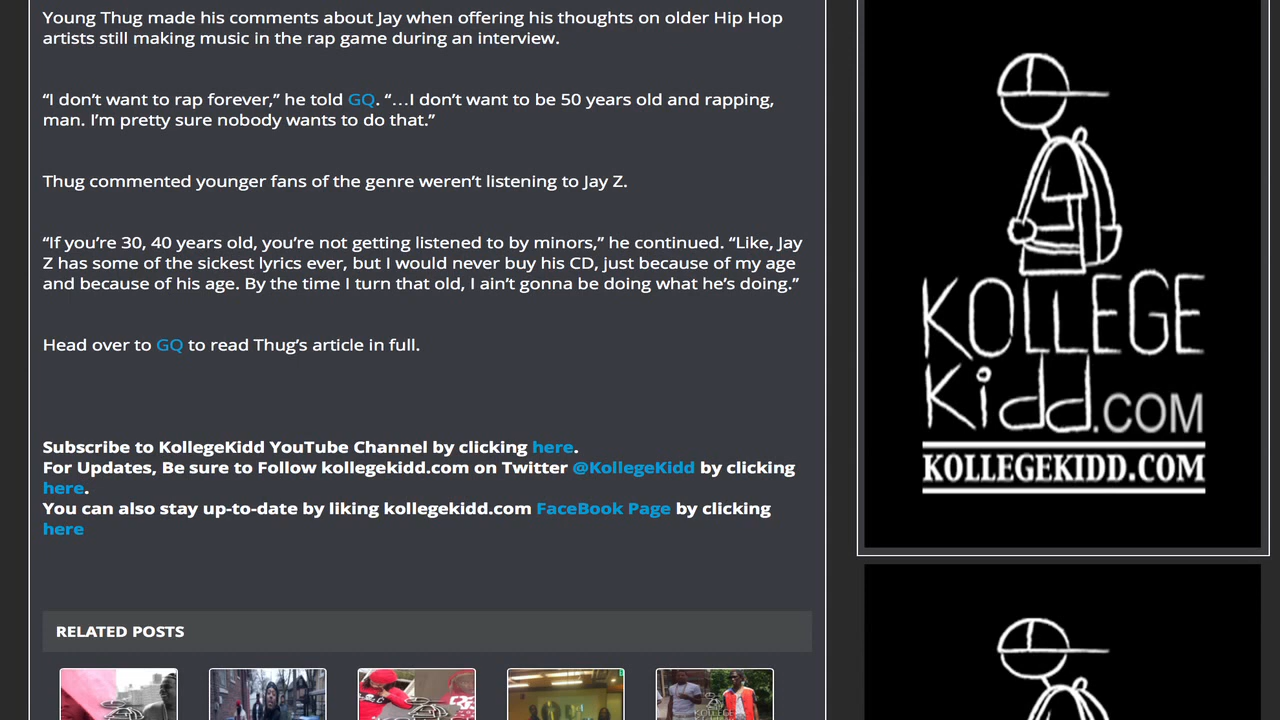 Young Thug made his comments about Jay when offering his thoughts on older Hip Hop
artists still making music in the rap game during an interview.
“I don’t want to rap forever,” he told GQ. “…I don’t want to be 50 years old and rapping,
man. I’m pretty sure nobody wants to do that.”
Thug commented younger fans of the genre weren’t listening to Jay Z.
“If you’re 30, 40 years old, you’re not getting listened to by minors,” he continued. “Like, Jay
Z has some of the sickest lyrics ever, but I would never buy his CD, just because of my age
and because of his age. By the time I turn that old, I ain’t gonna be doing what he’s doing.”
Head over to GQ to read Thug’s article in full.
Subscribe to KollegeKidd YouTube Channel by clicking here.
For Updates, Be sure to Follow kollegekidd.com on Twitter @KollegeKidd by clicking
here.
You can also stay up-to-date by liking kollegekidd.com FaceBook Page by clicking
here
RELATED POSTS
KOLLEGE
Kidd.COM
KOLLEGEKIDD.COM